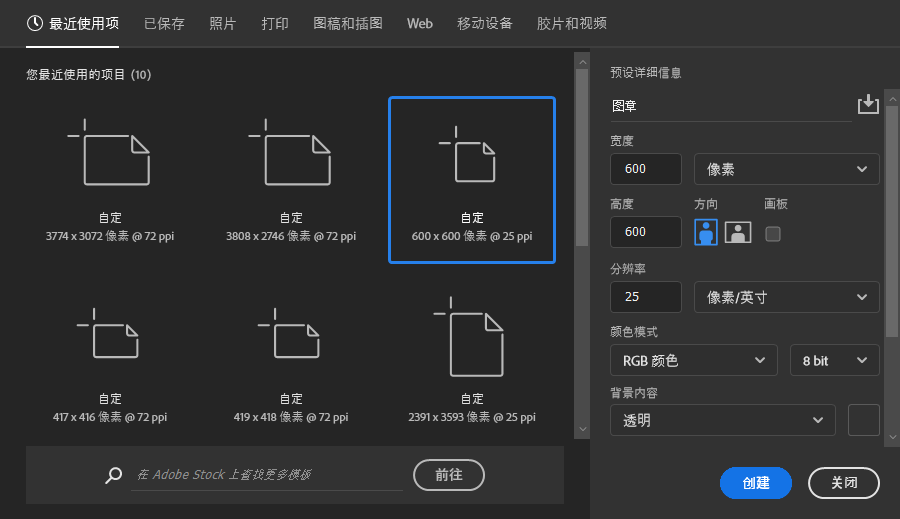 最近使用项 已保存 照片 打印 图稿和插图 Web 移动设备 胶片和视频
您最近使用的项目 (10)
自定
3774 x 3072 像素 @ 72 ppi
自定
3808 x 2746 像素 @ 72 ppi
自定
600 x 600 像素 @ 25 ppi
自定
417 x 416 像素 @ 72 ppi
自定
419 x 418 像素 @ 72 ppi
自定
2391 x 3593 像素 @ 25 ppi
在 Adobe Stock 上查找更多模板
前往
预设详细信息
图章
宽度
600 像素
高度 方向 画板
600
分辨率
25 像素/英寸
颜色模式
RGB 颜色 8 bit
背景内容
透明
创建 关闭